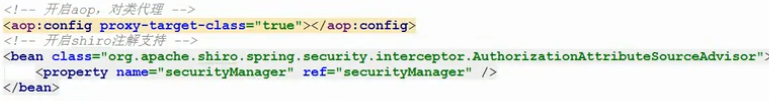 <!-- 开启aop，对类代理 -->
<aop:config proxy-target-class="true"></aop:config>
<!-- 开启shiro注解支持 -->
<bean class="org.apache.shiro.spring.security.interceptor.AuthorizationAttributeSourceAdvisor">
    <property name="securityManager" ref="securityManager" />
</bean>